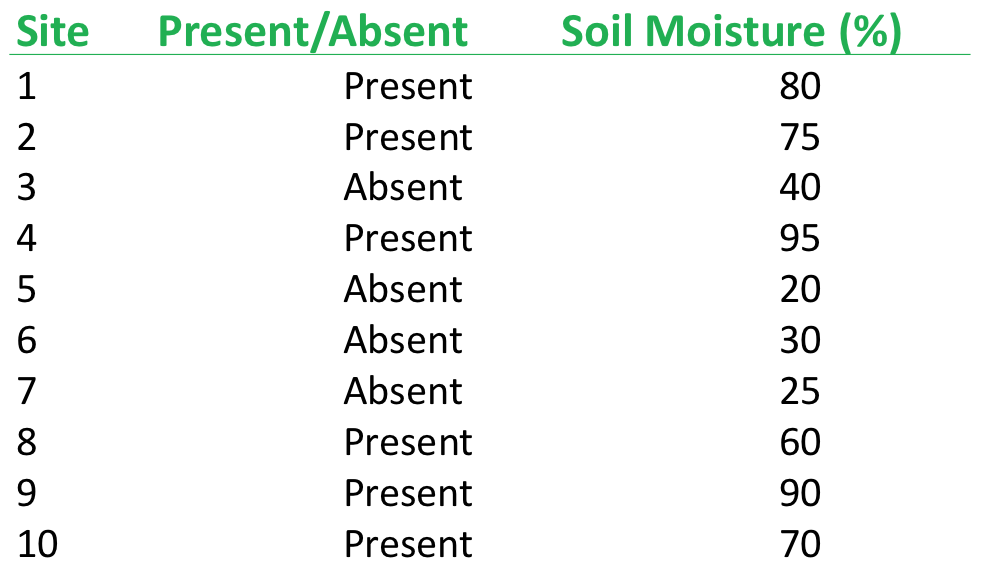 Site Present/Absent Soil Moisture (%)
1 Present 80
2 Present 75
3 Absent 40
4 Present 95
5 Absent 20
6 Absent 30
7 Absent 25
8 Present 60
9 Present 90
10 Present 70